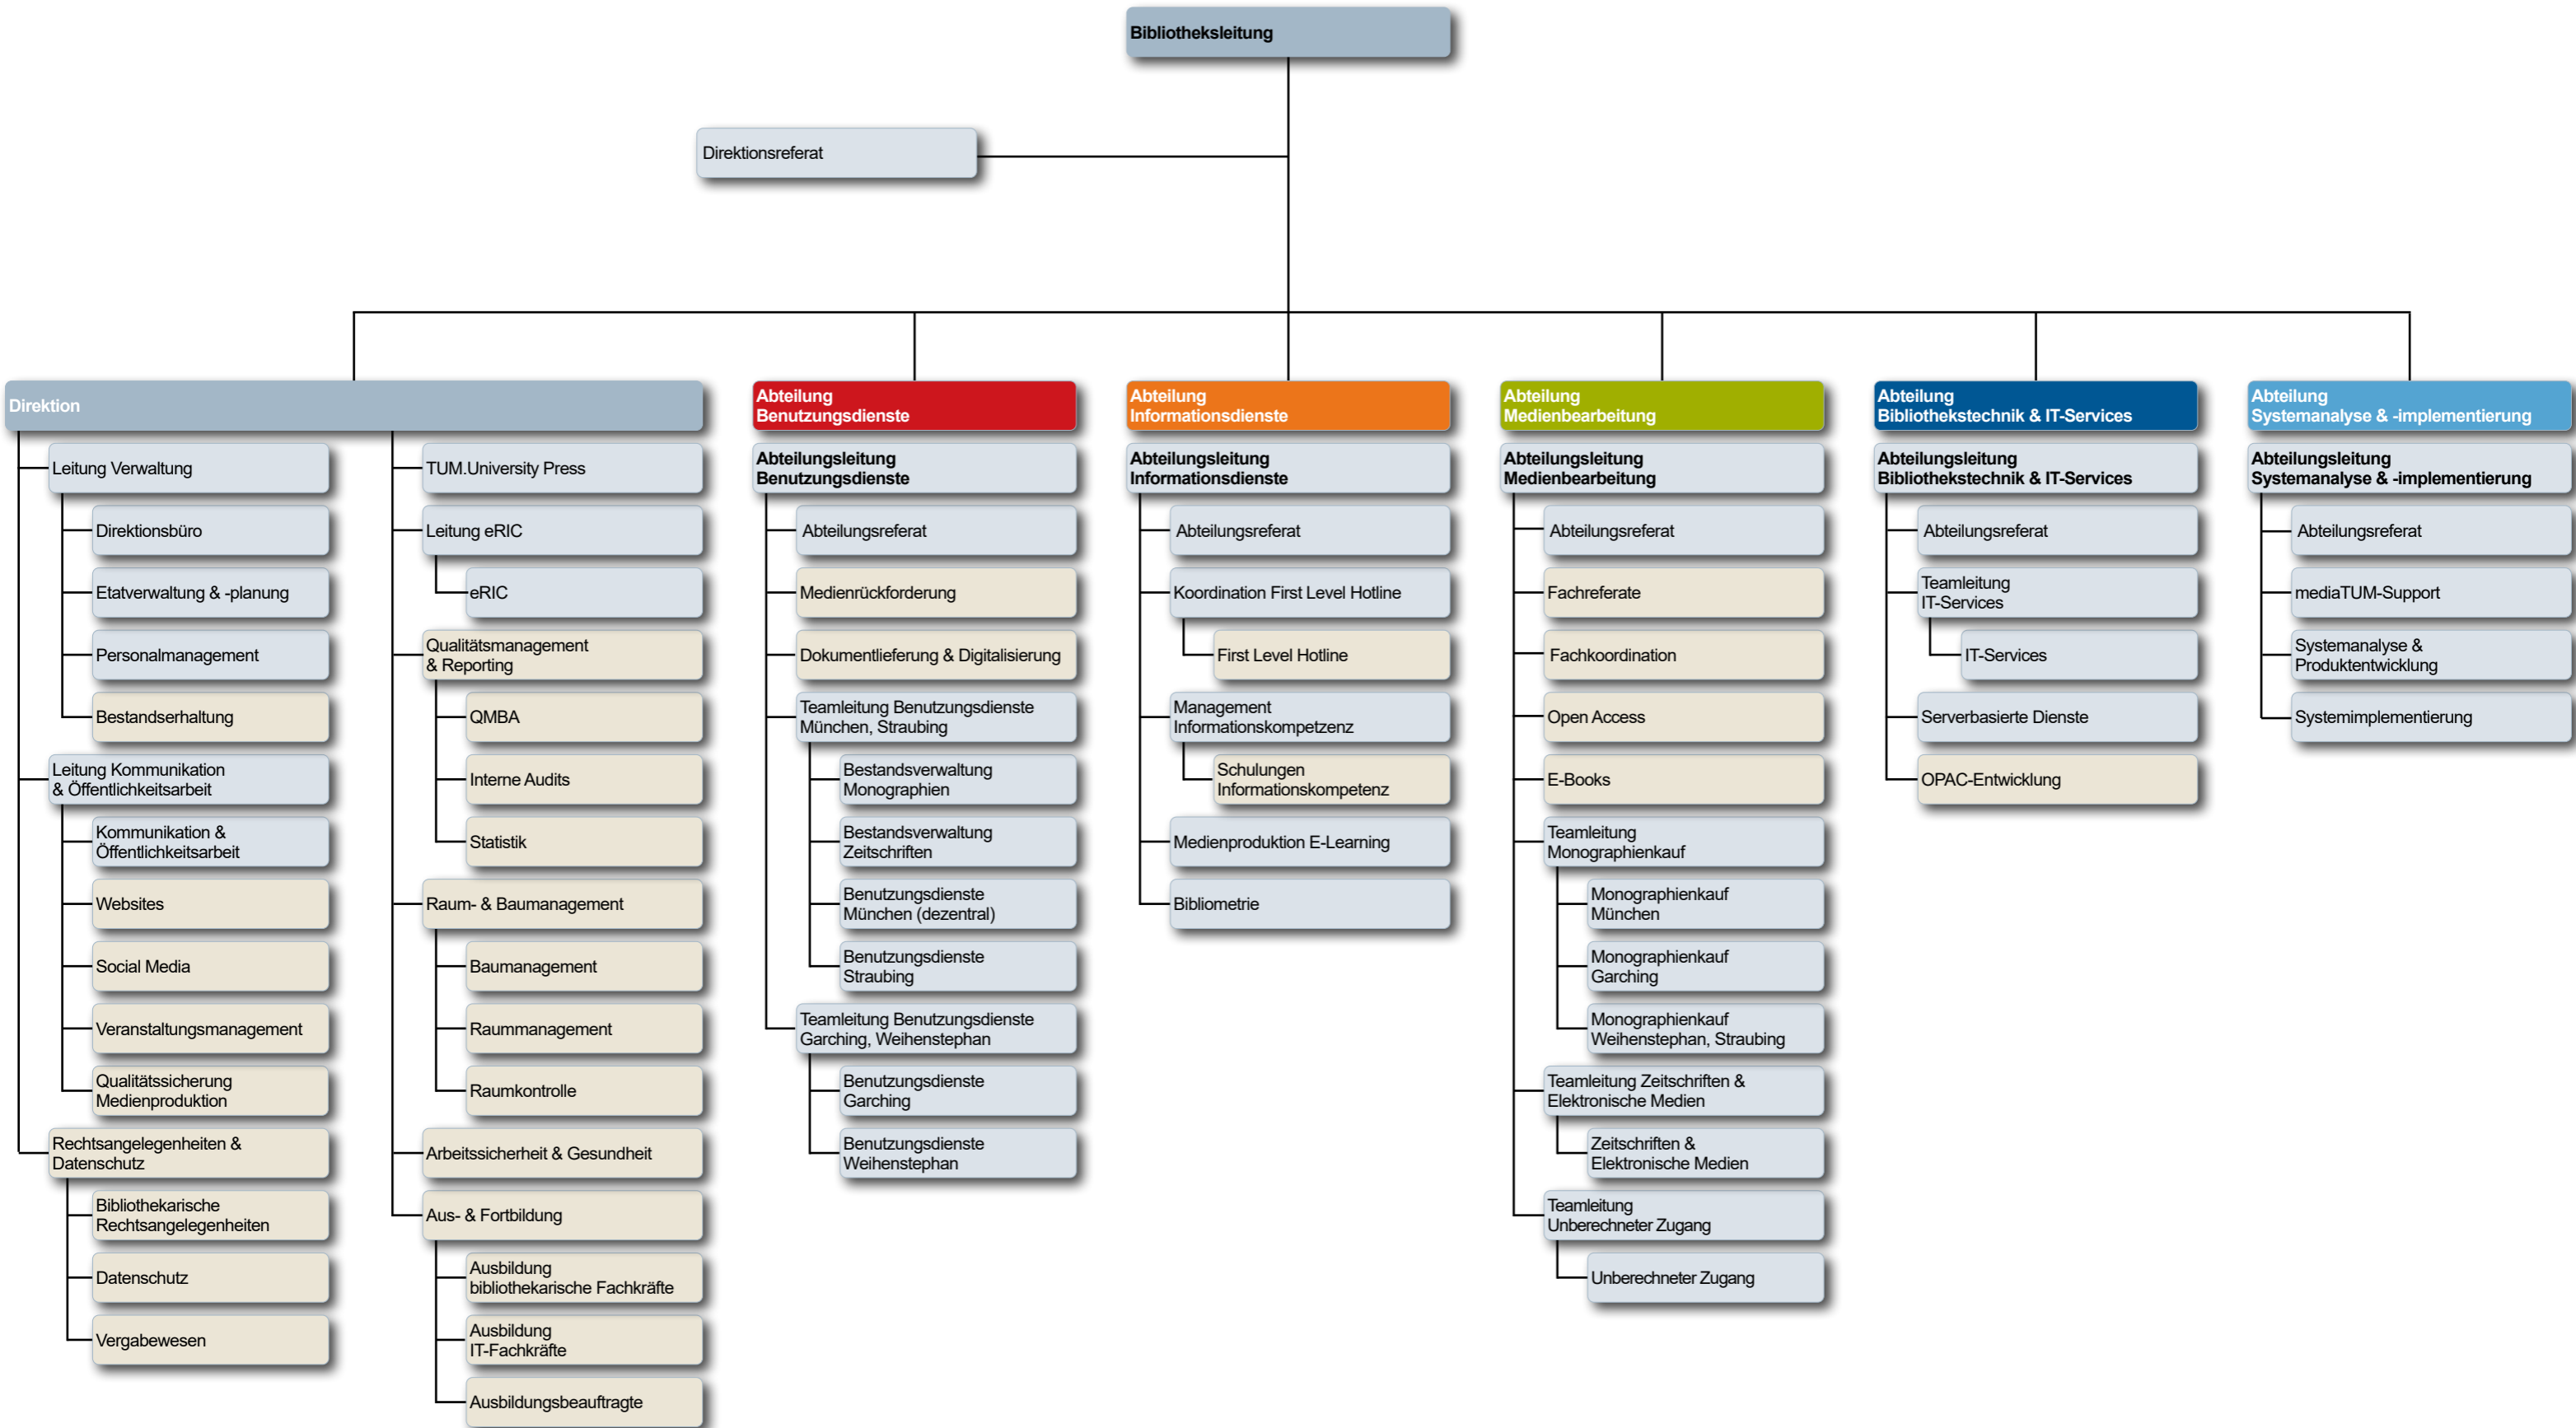 Bibliotheksleitung
Direktionsreferat
Direktion
Leitung Verwaltung
Direktionsbüro
Etatverwaltung & -planung
Personalmanagement
Bestandserhaltung
Leitung Kommunikation
& Öffentlichkeitsarbeit
Kommunikation &
Öffentlichkeitsarbeit
Websites
Social Media
Veranstaltungsmanagement
Qualitätssicherung
Medienproduktion
Rechtsangelegenheiten &
Datenschutz
Bibliothekarische
Rechtsangelegenheiten
Datenschutz
Vergabewesen
TUM.University Press
Leitung eRIC
eRIC
Qualitätsmanagement
& Reporting
QMBA
Interne Audits
Statistik
Raum- & Baumanagement
Baumanagement
Raummanagement
Raumkontrolle
Arbeitssicherheit & Gesundheit
Aus- & Fortbildung
Ausbildung
bibliothekarische Fachkräfte
Ausbildung
IT-Fachkräfte
Ausbildungsbeauftragte
Abteilung
Benutzungsdienste
Abteilungsleitung
Benutzungsdienste
Abteilungsreferat
Medienrückforderung
Dokumentlieferung & Digitalisierung
Teamleitung Benutzungsdienste
München, Straubing
Bestandsverwaltung
Monographien
Bestandsverwaltung
Zeitschriften
Benutzungsdienste
München (dezentral)
Benutzungsdienste
Straubing
Teamleitung Benutzungsdienste
Garching, Weihenstephan
Benutzungsdienste
Garching
Benutzungsdienste
Weihenstephan
Abteilung
Informationsdienste
Abteilungsleitung
Informationsdienste
Abteilungsreferat
Koordination First Level Hotline
First Level Hotline
Management
Informationskompetzenz
Schulungen
Informationskompetenz
Medienproduktion E-Learning
Bibliometrie
Abteilung
Medienbearbeitung
Abteilungsleitung
Medienbearbeitung
Abteilungsreferat
Fachreferate
Fachkoordination
Open Access
E-Books
Teamleitung
Monographienkauf
Monographienkauf
München
Monographienkauf
Garching
Monographienkauf
Weihenstephan, Straubing
Teamleitung Zeitschriften &
Elektronische Medien
Zeitschriften &
Elektronische Medien
Teamleitung
Unberechneter Zugang
Unberechneter Zugang
Abteilung
Bibliothekstechnik & IT-Services
Abteilungsleitung
Bibliothekstechnik & IT-Services
Abteilungsreferat
Teamleitung
IT-Services
IT-Services
Serverbasierte Dienste
OPAC-Entwicklung
Abteilung
Systemanalyse & -implementierung
Abteilungsleitung
Systemanalyse & -implementierung
Abteilungsreferat
mediaTUM-Support
Systemanalyse &
Produktentwicklung
Systemimplementierung